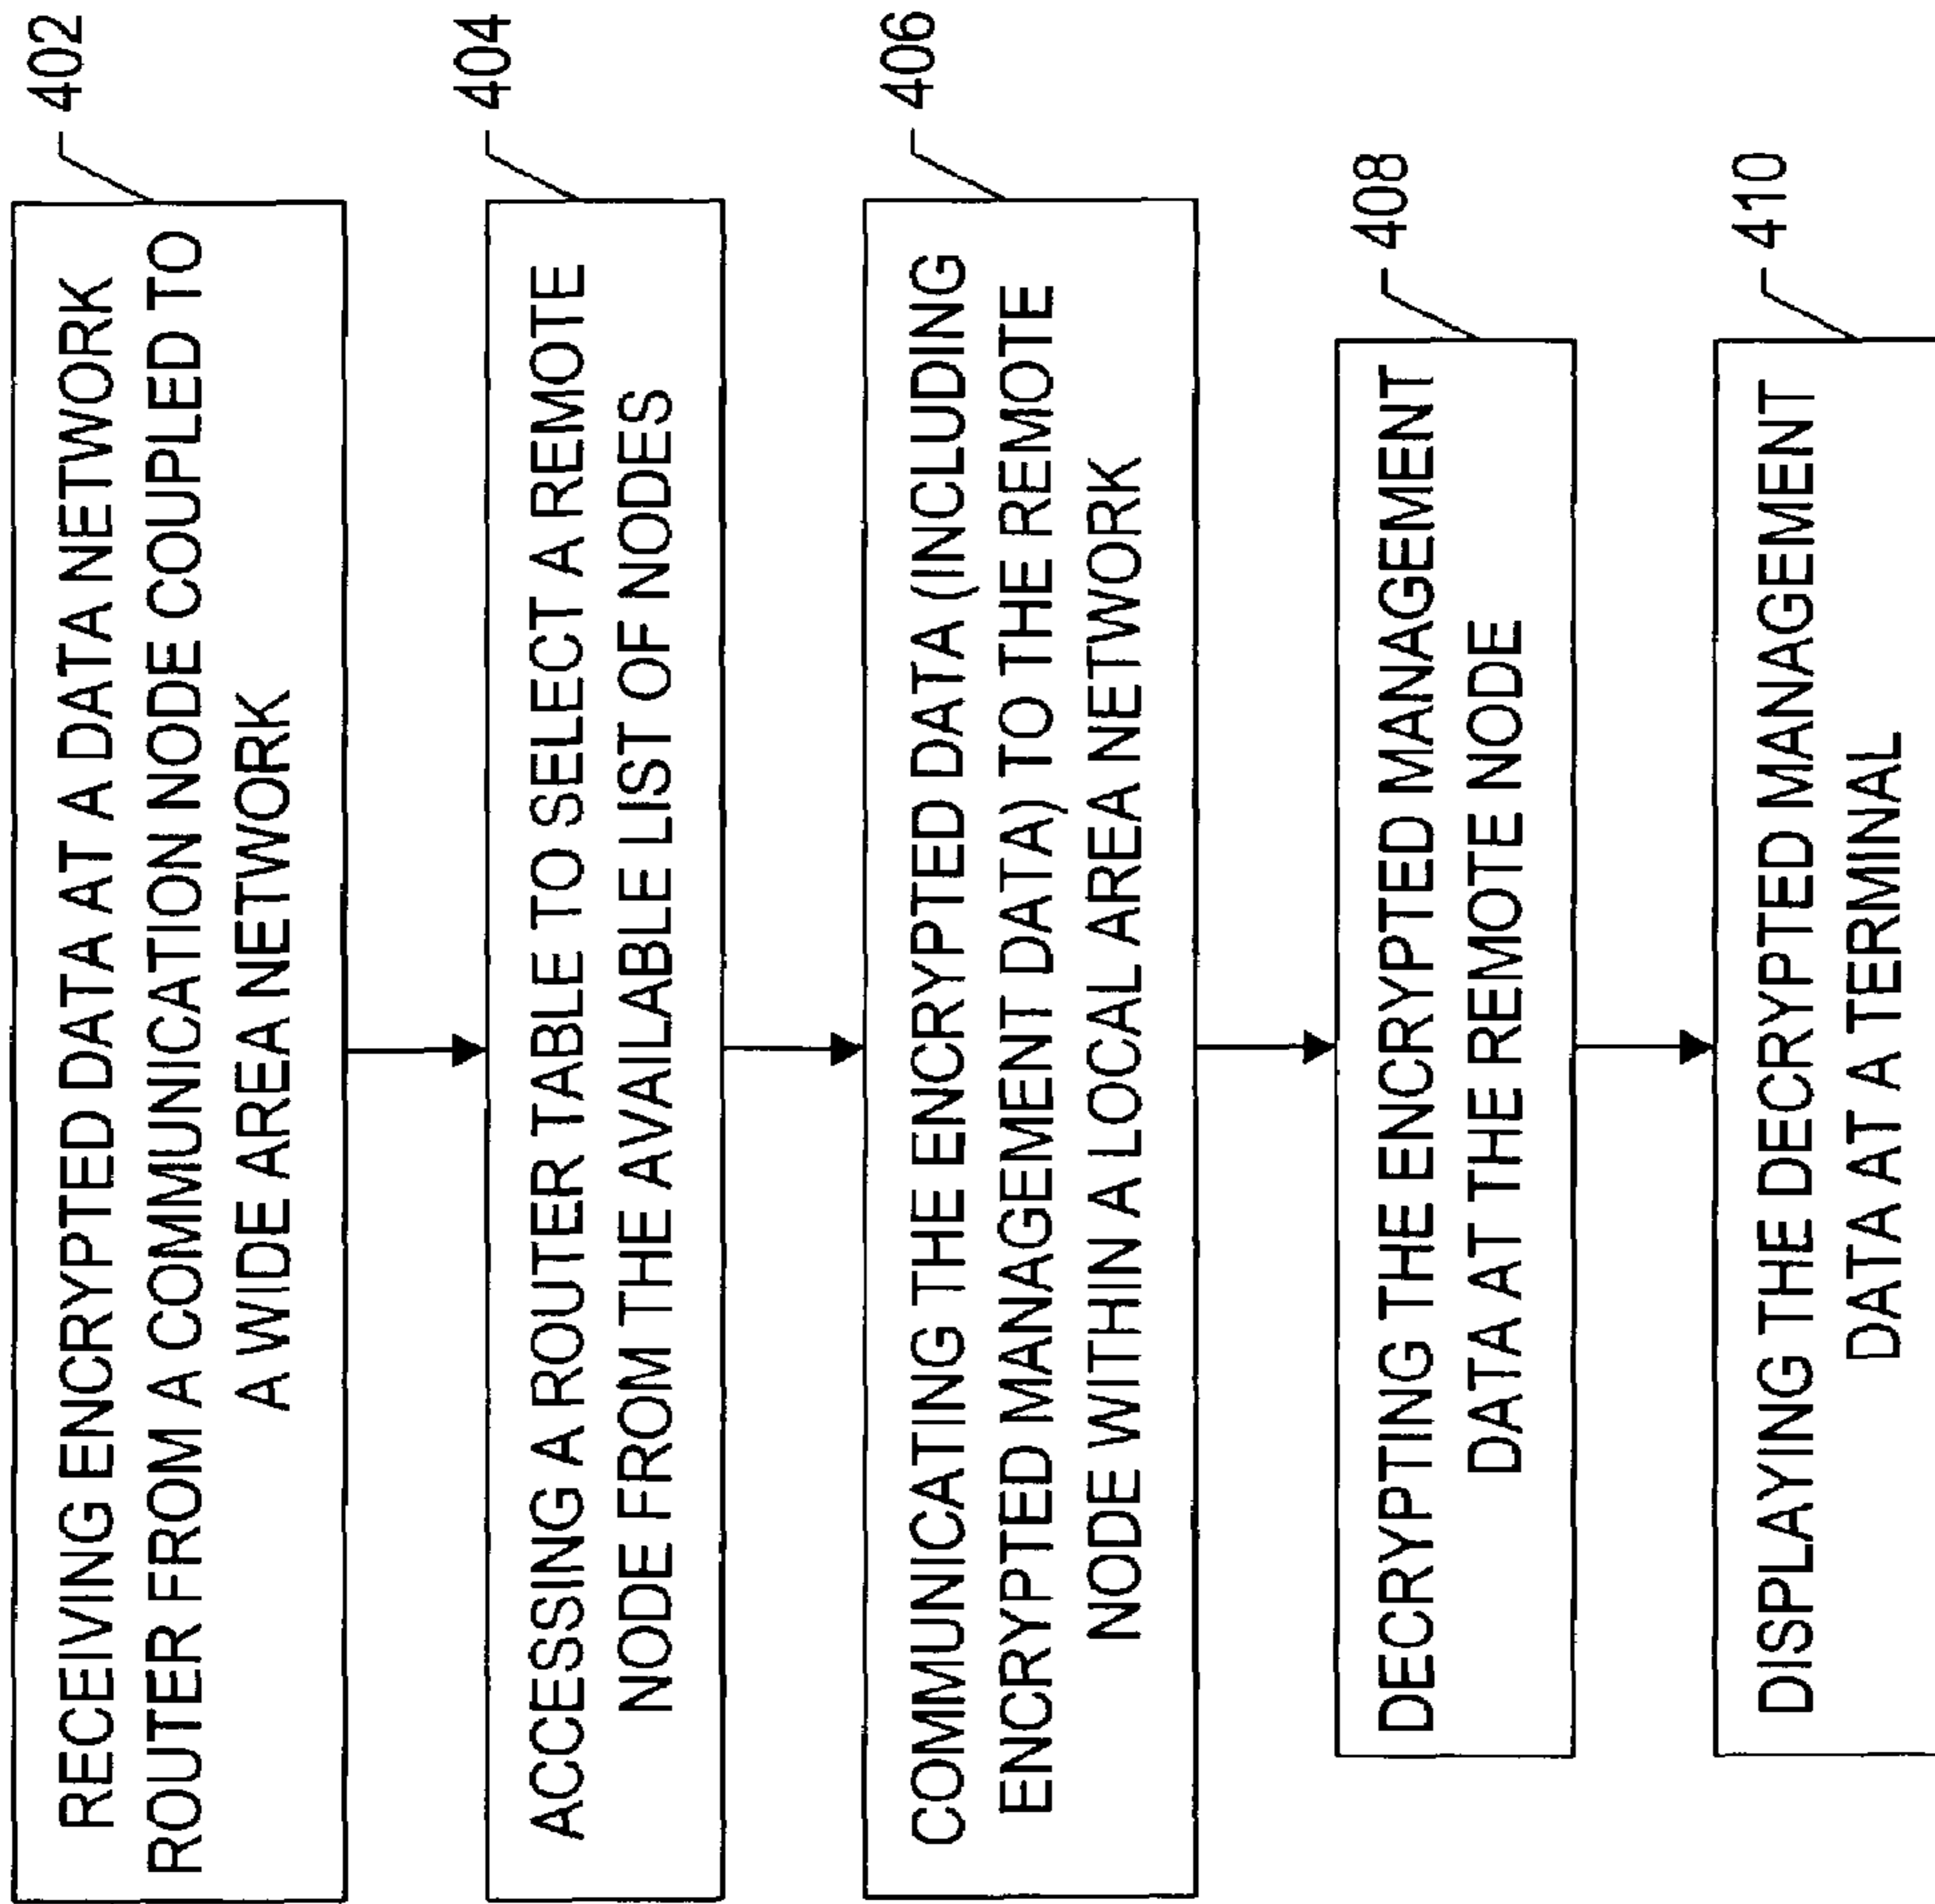 RECEIVING ENCRYPTED DATA AT A DATA NETWORK
ROUTER FROM A COMMUNICATION NODE COUPLED TO
A WIDE AREA NETWORK
402
ACCESSING A ROUTER TABLE TO SELECT A REMOTE
NODE FROM THE AVAILABLE LIST OF NODES
404
COMMUNICATING THE ENCRYPTED DATA (INCLUDING
ENCRYPTED MANAGEMENT DATA) TO THE REMOTE
NODE WITHIN A LOCAL AREA NETWORK
406
DECRYPTING THE ENCRYPTED MANAGEMENT
DATA AT THE REMOTE NODE
408
DISPLAYING THE DECRYPTED MANAGEMENT
DATA AT A TERMINAL
410